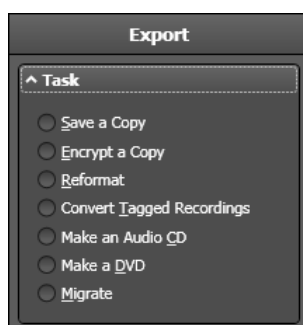 Export
^ Task
Save a Copy
Encrypt a Copy
Reformat
Convert Tagged Recordings
Make an Audio CD
Make a DVD
Migrate